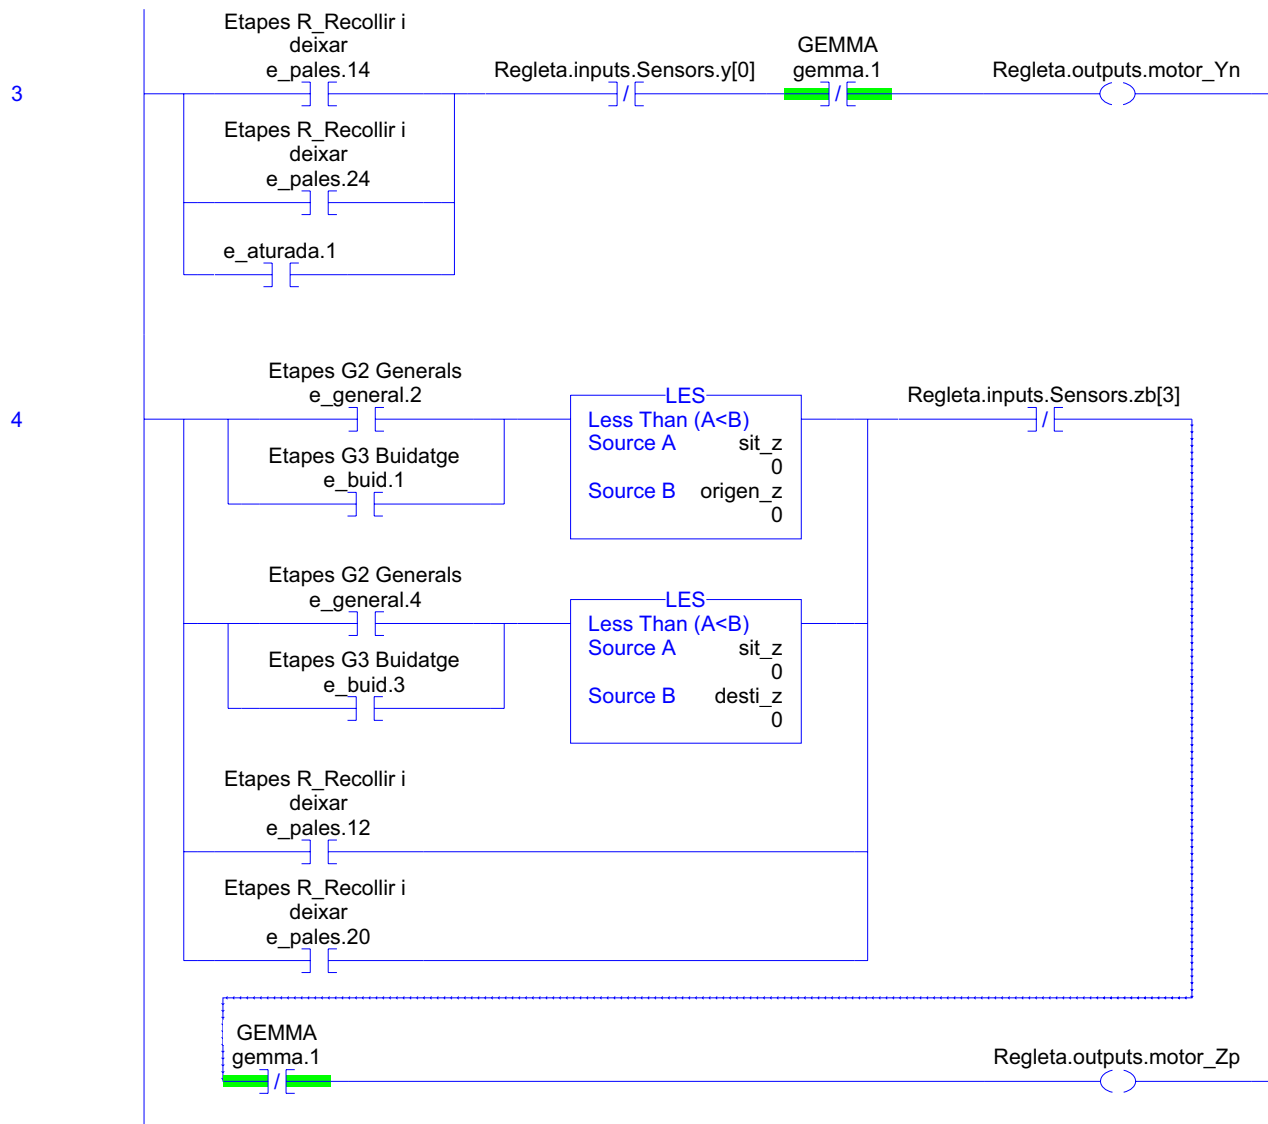 Etapes R_Recollir i
deixar
e_pales.14
Regleta.inputs.Sensors.y[0]
GEMMA
gemma.1
Regleta.outputs.motor_Yn
3
Etapes R_Recollir i
deixar
e_pales.24
e_aturada.1
Etapes G2 Generals
e_general.2
LES
Less Than (A<B)
Source A sit_z
0
Source B origen_z
0
Regleta.inputs.Sensors.zb[3]
4
Etapes G3 Buidatge
e_buid.1
Etapes G2 Generals
e_general.4
LES
Less Than (A<B)
Source A sit_z
0
Source B desti_z
0
Etapes G3 Buidatge
e_buid.3
Etapes R_Recollir i
deixar
e_pales.12
Etapes R_Recollir i
deixar
e_pales.20
GEMMA
gemma.1
Regleta.outputs.motor_Zp